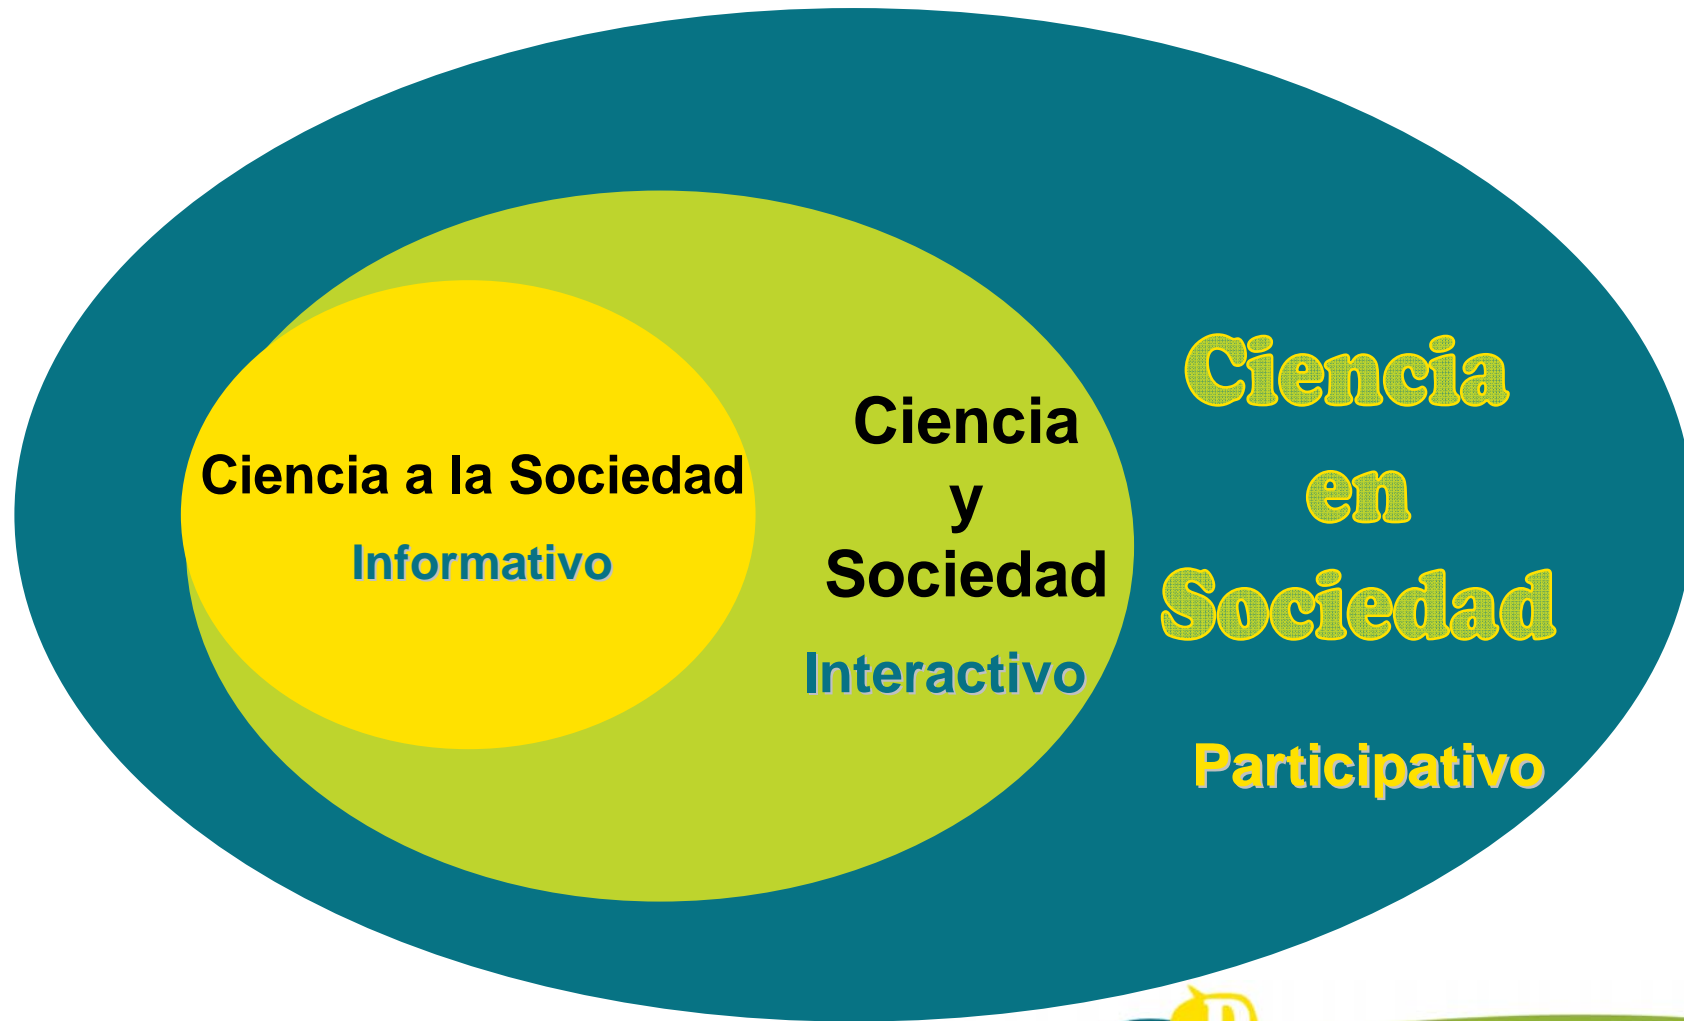 Ciencia a la Sociedad
Informativo
Ciencia
y
Sociedad
Interactivo
Ciencia
en
Sociedad
Participativo